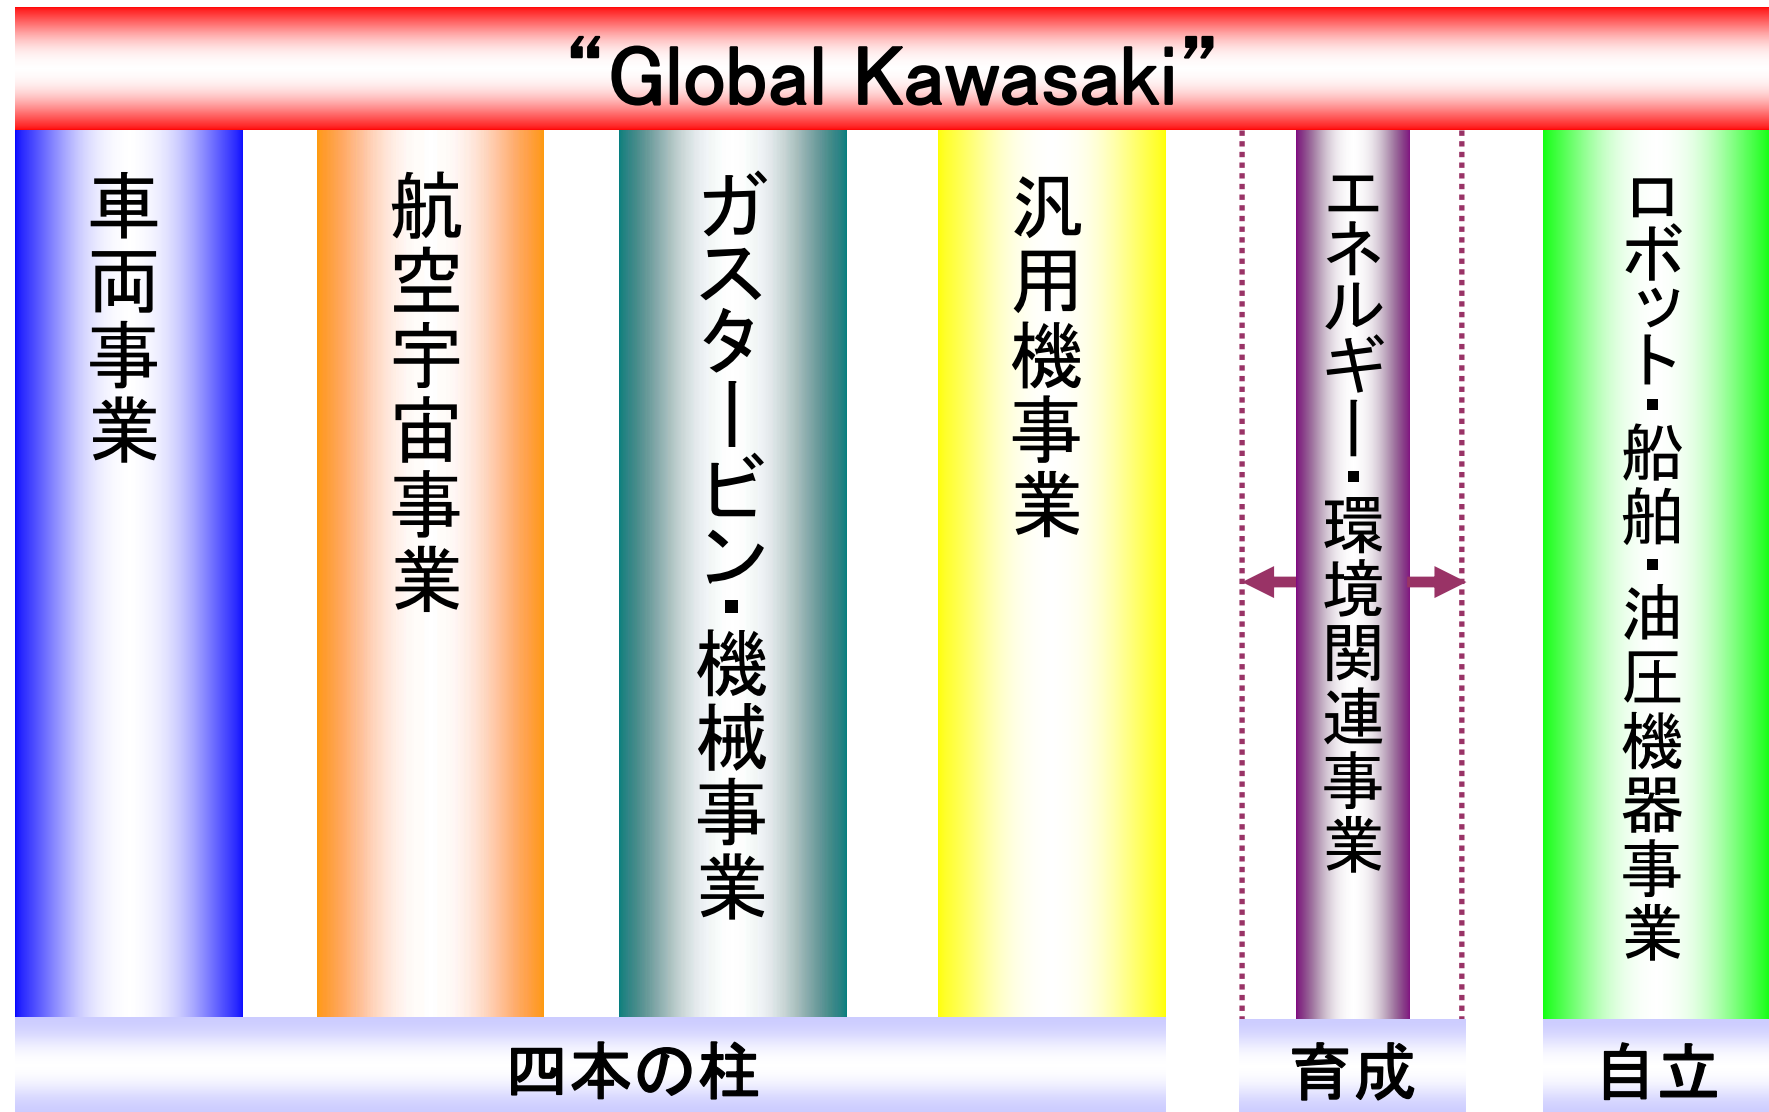 “Global Kawasaki”
車両事業
航空宇宙事業
ガスタービン・機械事業
汎用機事業
エネルギー・環境関連事業
ロボット・船舶・油圧機器事業
四本の柱
育成
自立